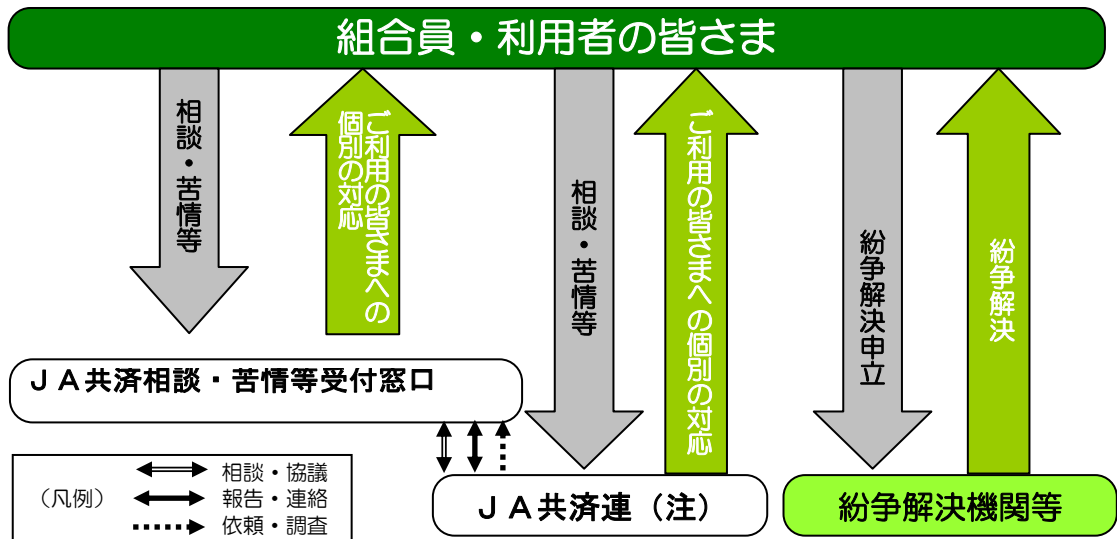 組合員・利用者の皆さま
相談・苦情等
ご利用の皆さまへの
個別の対応
相談・苦情等
ご利用の皆さまへの個別の対応
紛争解決申立
紛争解決
ＪＡ共済相談・苦情等受付窓口
ＪＡ共済連（注）
紛争解決機関等
（凡例）
相談・協議
報告・連絡
依頼・調査